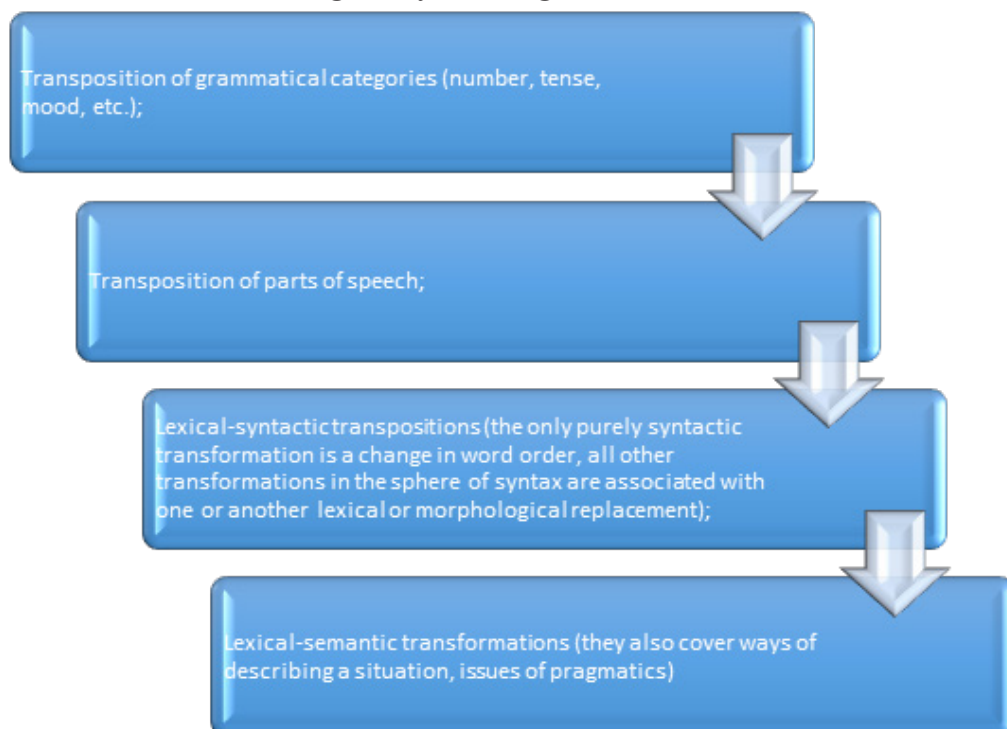 Transposition of grammatical categories (number, tense,
mood, etc.);
Transposition of parts of speech;
Lexical-syntactic transpositions (the only purely syntactic
transformation is a change in word order, all other
transformations in the sphere of syntax are associated with
one or another lexical or morphological replacement);
Lexical-semantic transformations (they also cover ways of
describing a situation, issues of pragmatics)